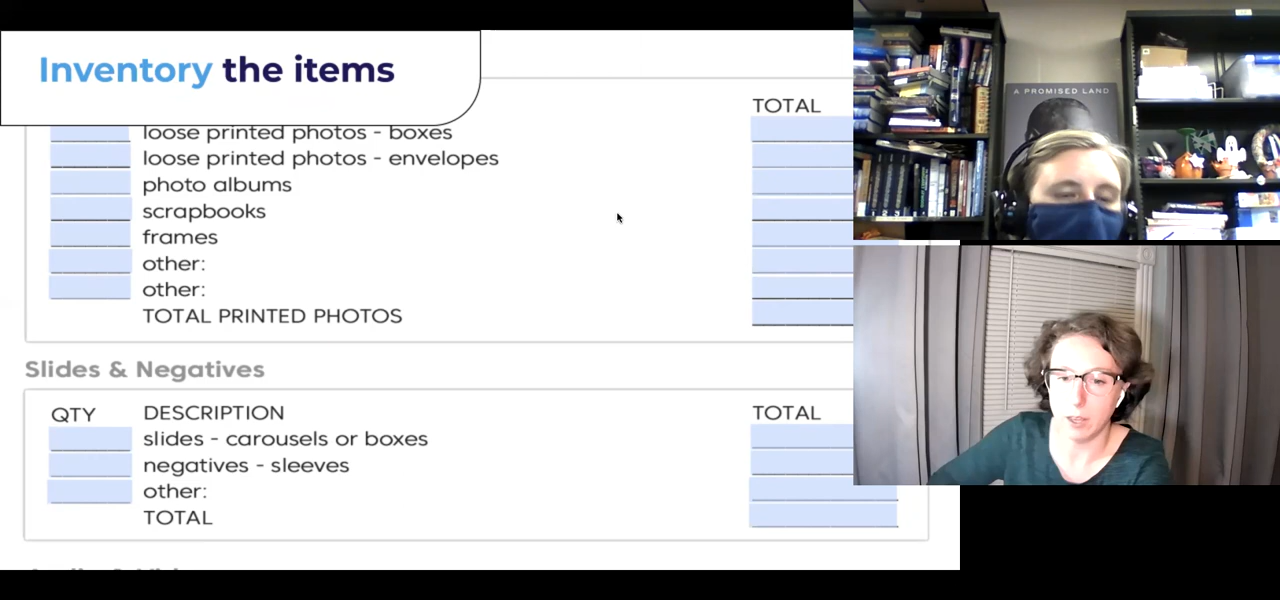 Inventory the items
TOTAL
loose printed photos - boxes
loose printed photos - envelopes
photo albums
scrapbooks
frames
other:
other:
TOTAL PRINTED PHOTOS
Slides & Negatives
QTY DESCRIPTION TOTAL
slides - carousels or boxes
negatives - sleeves
other:
TOTAL
A PROMISED LAND